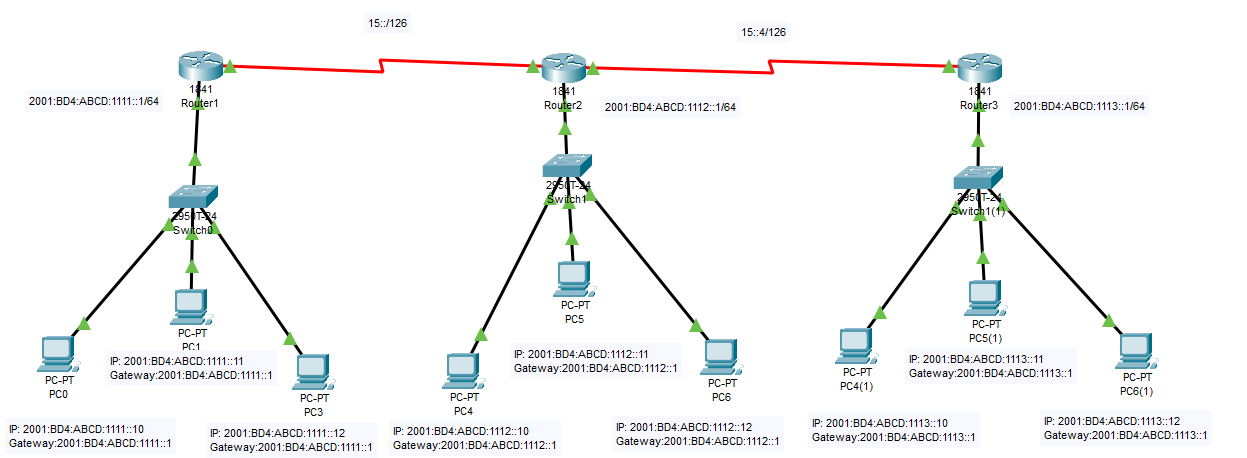 15::/126
15::4/126
1841
Router1
2001:BD4:ABCD:1111::1/64
1841
Router2
2001:BD4:ABCD:1112::1/64
1841
Router3
2001:BD4:ABCD:1113::1/64
2950T-24
Switch0
2950T-24
Switch1
2950T-24
Switch1(1)
PC-PT
PC0
IP: 2001:BD4:ABCD:1111::10
Gateway:2001:BD4:ABCD:1111::1
PC-PT
PC1
IP: 2001:BD4:ABCD:1111::11
Gateway:2001:BD4:ABCD:1111::1
PC-PT
PC3
IP: 2001:BD4:ABCD:1111::12
Gateway:2001:BD4:ABCD:1111::1
PC-PT
PC4
IP: 2001:BD4:ABCD:1112::10
Gateway:2001:BD4:ABCD:1112::1
PC-PT
PC5
IP: 2001:BD4:ABCD:1112::11
Gateway:2001:BD4:ABCD:1112::1
PC-PT
PC6
IP: 2001:BD4:ABCD:1112::12
Gateway:2001:BD4:ABCD:1112::1
PC-PT
PC4(1)
IP: 2001:BD4:ABCD:1113::10
Gateway:2001:BD4:ABCD:1113::1
PC-PT
PC5(1)
IP: 2001:BD4:ABCD:1113::11
Gateway:2001:BD4:ABCD:1113::1
PC-PT
PC6(1)
IP: 2001:BD4:ABCD:1113::12
Gateway:2001:BD4:ABCD:1113::1